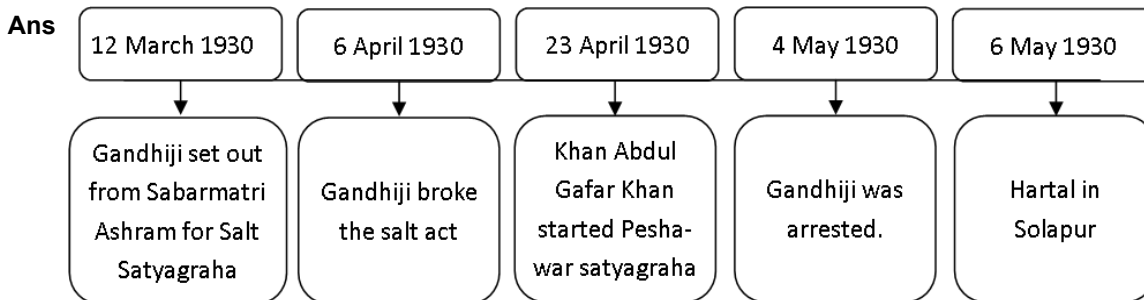 Ans
12 March 1930
6 April 1930
23 April 1930
4 May 1930
6 May 1930
Gandhiji set out
from Sabarmatri
Ashram for Salt
Satyagraha
Gandhiji broke
the salt act
Khan Abdul
Gafar Khan
started Pesha-
war satyagraha
Gandhiji was
arrested.
Hartal in
Solapur